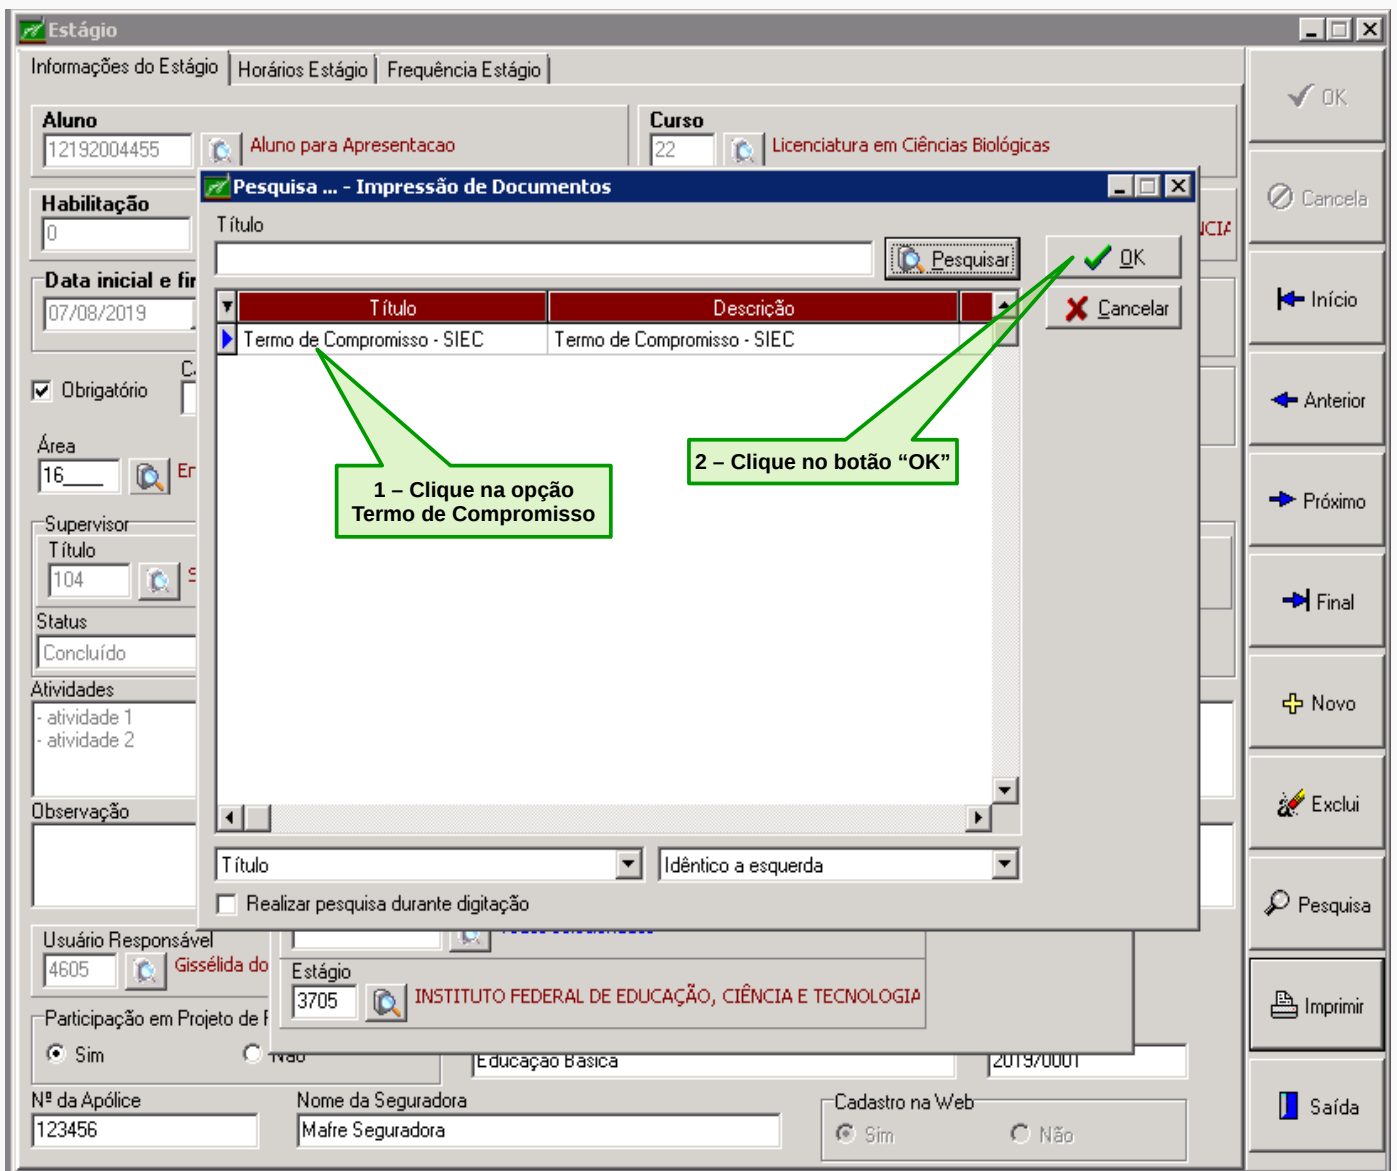 Estágio
Informações do Estágio
Horários Estágio
Frequência Estágio
Aluno
12192004455
Aluno para Apresentacao
Curso
22
Licenciatura em Ciências Biológicas
Habilitação
0
Pesquisa ... - Impressão de Documentos
Título
Pesquisar
OK
Cancelar
Data inicial e fir
07/08/2019
Título
Descrição
Termo de Compromisso - SIEC
Termo de Compromisso - SIEC
Obrigatório
Área
16____
Supervisor
Título
104
Status
Concluído
Atividades
- atividade 1
- atividade 2
Observação
1 – Clique na opção
Termo de Compromisso
2 – Clique no botão “OK”
Título
Idêntico a esquerda
Realizar pesquisa durante digitação
Usuário Responsável
4605
Gissélida do
Estágio
3705
INSTITUTO FEDERAL DE EDUCAÇÃO, CIÊNCIA E TECNOLOGIA
Participação em Projeto de
Sim
Não
Educação Básica
2019/0001
Nº da Apólice
123456
Nome da Seguradora
Mafre Seguradora
Cadastro na Web
Sim
Não
OK
Cancela
Início
Anterior
Próximo
Final
Novo
Exclui
Pesquisa
Imprimir
Saída